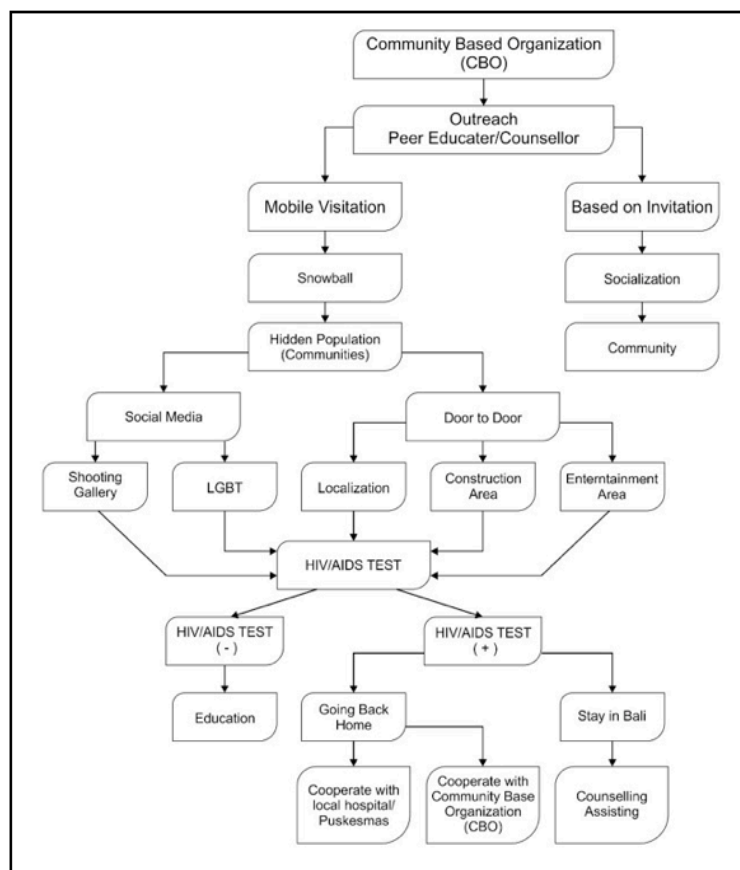 Community Based Organization
(CBO)
Outreach
Peer Educater/Counsellor
Mobile Visitation
Based on Invitation
Snowball
Socialization
Hidden Population
(Communities)
Community
Social Media
Door to Door
Shooting
Gallery
LGBT
Localization
Construction
Area
Enterntainment
Area
HIV/AIDS TEST
HIV/AIDS TEST
( - )
HIV/AIDS TEST
( + )
Education
Going Back
Home
Stay in Bali
Cooperate with
local hospital/
Puskesmas
Cooperate with
Community Base
Organization
(CBO)
Counselling
Assisting